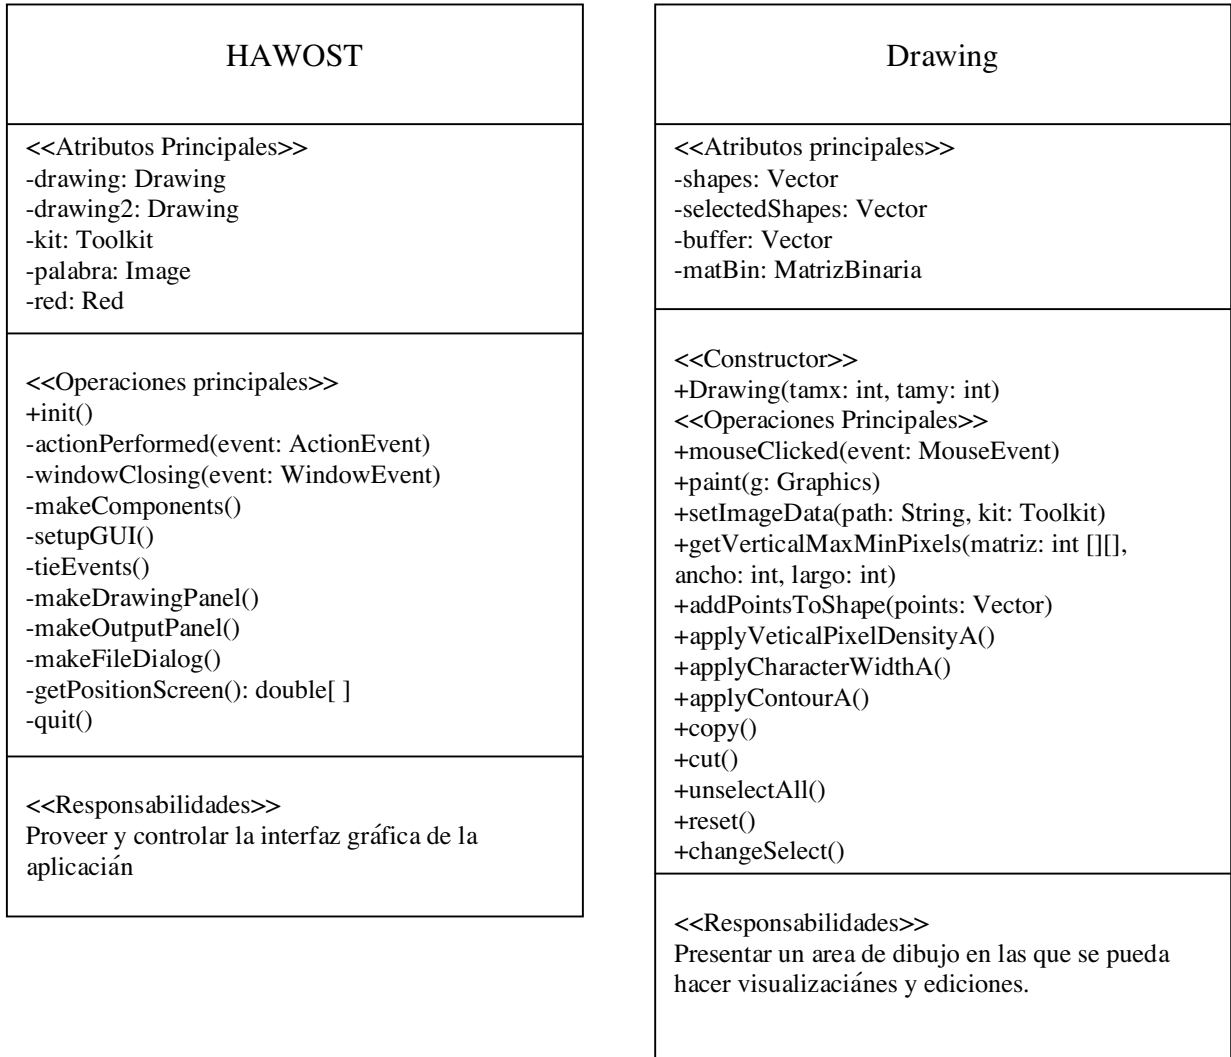 HAWOST
<<Atributos Principales>>
-drawing: Drawing
-drawing2: Drawing
-kit: Toolkit
-palabra: Image
-red: Red
<<Operaciones principales>>
+init()
-actionPerformed(event: ActionEvent)
-windowClosing(event: WindowEvent)
-makeComponents()
-setupGUI()
-tieEvents()
-makeDrawingPanel()
-makeOutputPanel()
-makeFileDialog()
-getPositionScreen(): double[ ]
-quit()
<<Responsabilidades>>
Proveer y controlar la interfaz gráfica de la
aplicacián
Drawing
<<Atributos principales>>
-shapes: Vector
-selectedShapes: Vector
-buffer: Vector
-matBin: MatrizBinaria
<<Constructor>>
+Drawing(tamx: int, tamy: int)
<<Operaciones Principales>>
+mouseClicked(event: MouseEvent)
+paint(g: Graphics)
+setImageData(path: String, kit: Toolkit)
+getVerticalMaxMinPixels(matriz: int [][],
ancho: int, largo: int)
+addPointsToShape(points: Vector)
+applyVeticalPixelDensityA()
+applyCharacterWidthA()
+applyContourA()
+copy()
+cut()
+unselectAll()
+reset()
+changeSelect()
<<Responsabilidades>>
Presentar un area de dibujo en las que se pueda
hacer visualizaciánes y ediciones.